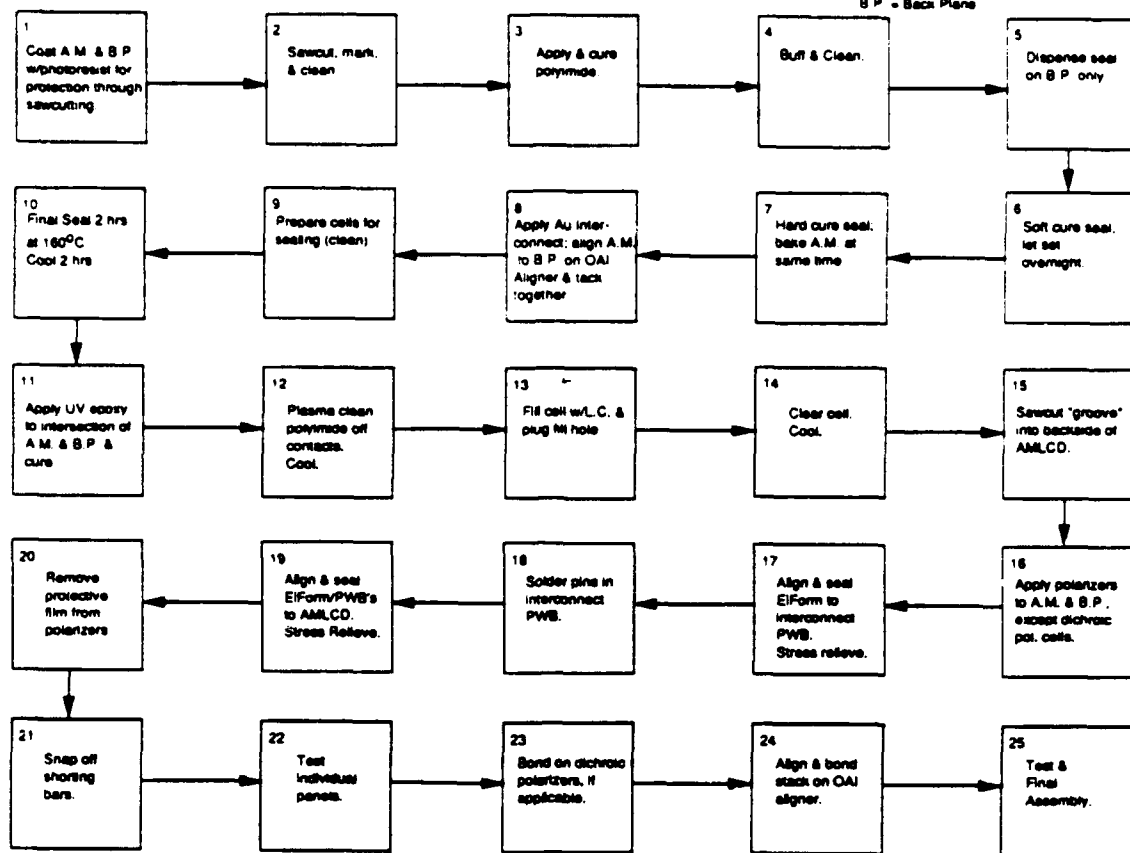 B.P. = Back Plane
1
Coat A.M. & B.P.
w/photoresist for
protection through
sawcutting.
2
Sawcut, mark,
& clean
3
Apply & cure
polyimide.
4
Buff & Clean.
5
Dispense seal
on B.P. only
6
Soft cure seal,
let set
overnight.
7
Hard cure seal;
bake A.M. at
same time
8
Apply Au inter-
connect; align A.M.
to B.P. on OAI
Aligner & tack
together
9
Prepare cells for
sealing (clean)
10
Final Seal 2 hrs
at 160°C
Cool 2 hrs
11
Apply UV epoxy
to intersection of
A.M. & B.P. &
cure
12
Plasma clean
polyimide off
contacts.
Cool.
13
Fill cell w/L.C. &
plug fill hole
14
Clear cell.
Cool.
15
Sawcut "groove"
into backside of
AMLCD.
16
Apply polarizers
to A.M. & B.P.,
except dichroic
pol. cells.
17
Align & seal
ElForm to
interconnect
PWB.
Stress relieve.
18
Solder pins in
interconnect
PWB.
19
Align & seal
ElForm/PWB's
to AMLCD.
Stress Relieve.
20
Remove
protective
film from
polarizers
21
Snap off
shorting
bars.
22
Test
individual
panels.
23
Bond on dichroic
polarizers, if
applicable.
24
Align & bond
stack on OAI
aligner.
25
Test &
Final
Assembly.